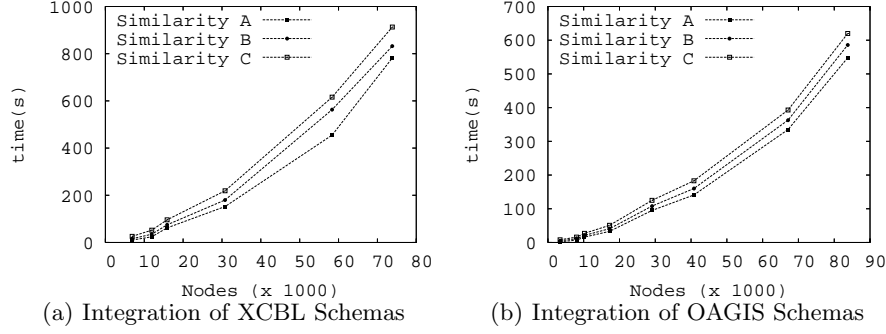 1000
800
600
400
200
0
time(s)
Similarity A
Similarity B
Similarity C
0 10 20 30 40 50 60 70 80
Nodes (x 1000)
(a) Integration of XCBL Schemas
700
600
500
400
300
200
100
0
time(s)
Similarity A
Similarity B
Similarity C
0 10 20 30 40 50 60 70 80 90
Nodes (x 1000)
(b) Integration of OAGIS Schemas